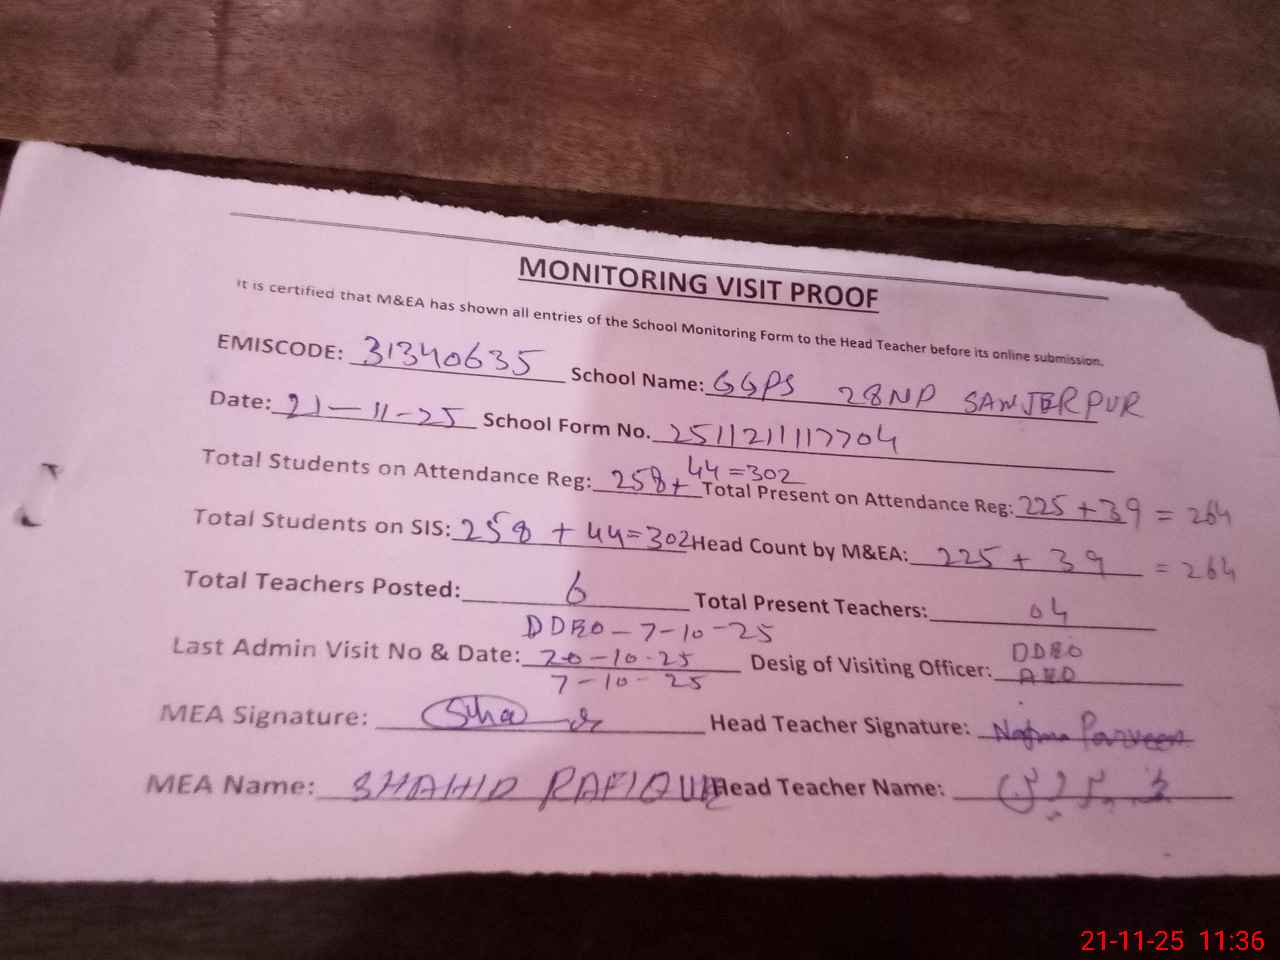 MONITORING VISIT PROOF
It is certified that M&EA has shown all entries of the School Monitoring Form to the Head Teacher before its online submission.
EMISCODE: 31340635 School Name: GGPS 28NP SANJERPUR
Date: 21-11-25 School Form No. 2511211117704
Total Students on Attendance Reg: 258+44=302 Total Present on Attendance Reg: 225+39=264
Total Students on SIS: 258+44=302 Head Count by M&EA: 225+39=264
Total Teachers Posted: 6 Total Present Teachers: 04
DDEO-7-10-25 DDEO
Last Admin Visit No & Date: 20-10-25 Desig of Visiting Officer: AEO
7-10-25
MEA Signature: Head Teacher Signature: Parveen
MEA Name: SHAHID RAFIQUE Head Teacher Name:
21-11-25 11:36